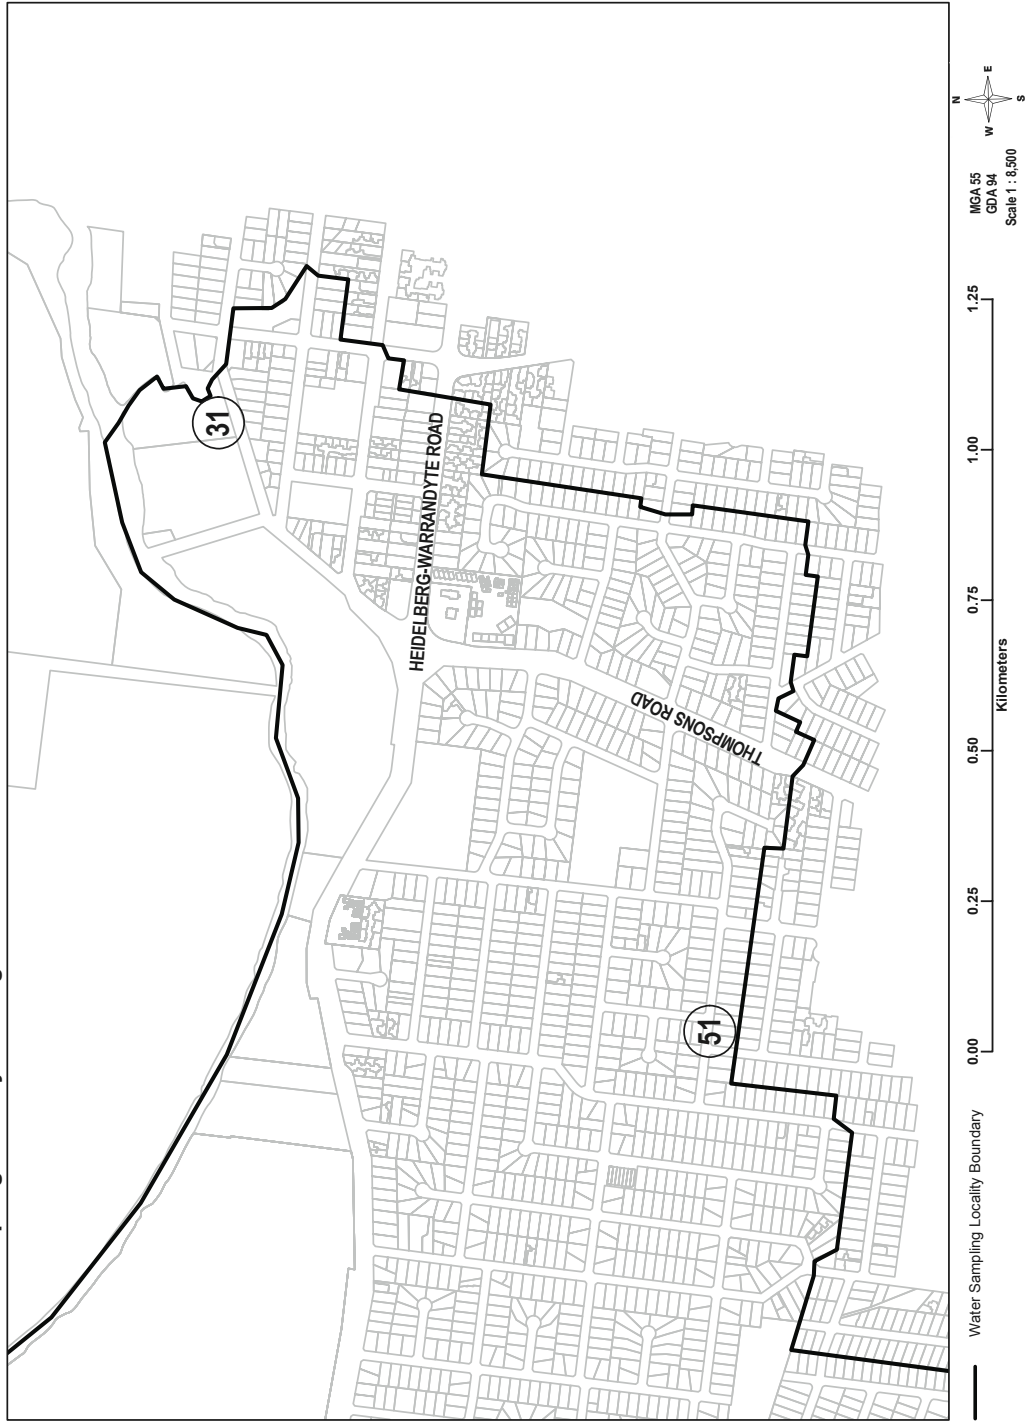 31
HEIDELBERG-WARRANDYTE ROAD
THOMPSONS ROAD
51
Water Sampling Locality Boundary
0.00
0.25
0.50
0.75
1.00
1.25
Kilometers
MGA 55
GDA 94
Scale 1 : 8,500
N
W
E
S